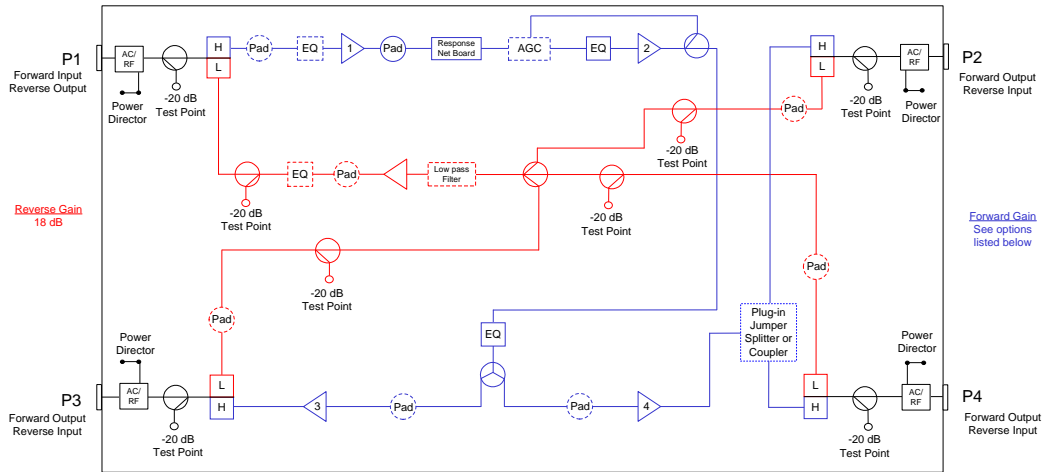 P1
Forward Input
Reverse Output
AC/
RF
Power
Director
-20 dB
Test Point
H
L
Pad
EQ
1
Pad
Response
Net Board
AGC
EQ
2
H
L
-20 dB
Test Point
AC/
RF
Power
Director
P2
Forward Output
Reverse Input
Pad
-20 dB
Test Point
-20 dB
Test Point
EQ
Pad
Low pass
Filter
-20 dB
Test Point
Reverse Gain
18 dB
Forward Gain
See options
listed below
-20 dB
Test Point
Pad
Pad
EQ
Plug-in
Jumper
Splitter or
Coupler
P3
Forward Output
Reverse Input
Power
Director
AC/
RF
-20 dB
Test Point
L
H
3
Pad
Pad
4
L
H
-20 dB
Test Point
Power
Director
AC/
RF
P4
Forward Output
Reverse Input